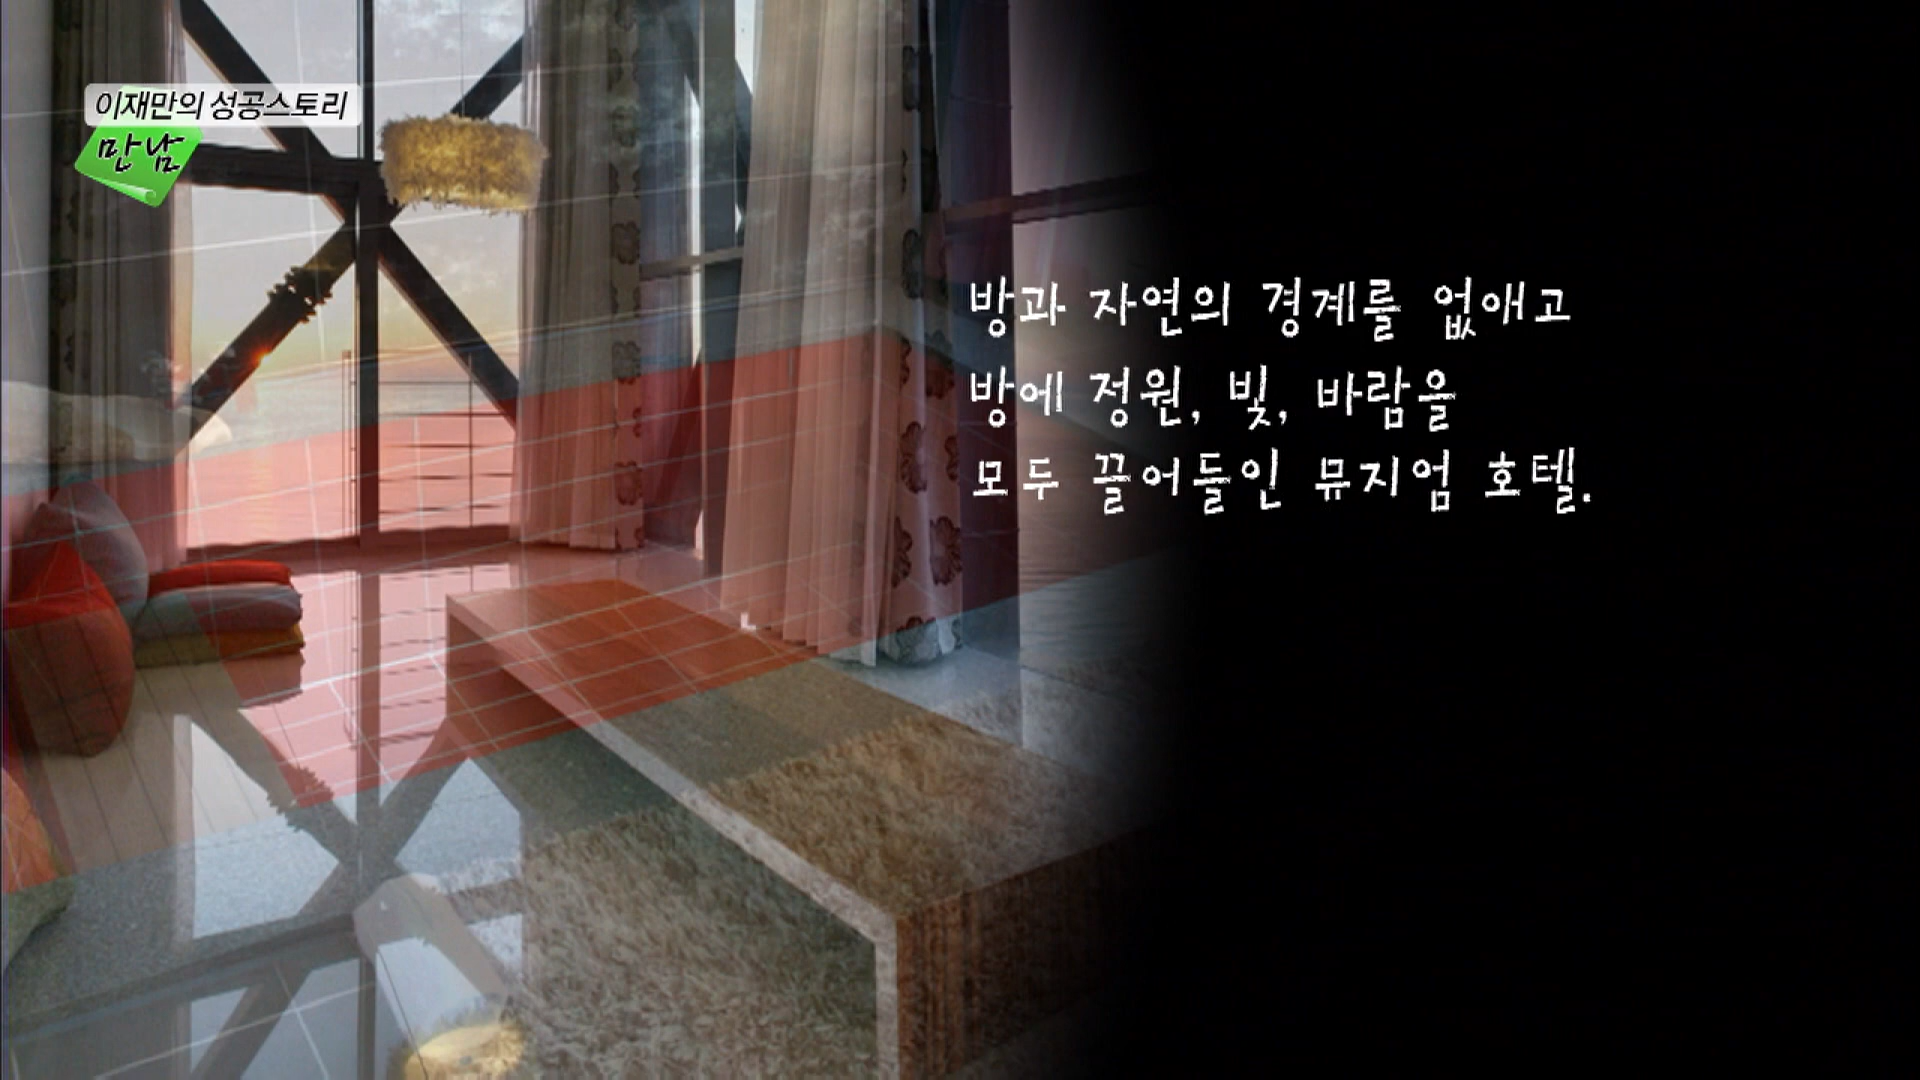 이재만의 성공스토리
만남
방과 자연의 경계를 없애고
방에 정원, 빛, 바람을
모두 끌어들인 뮤지엄 호텔.